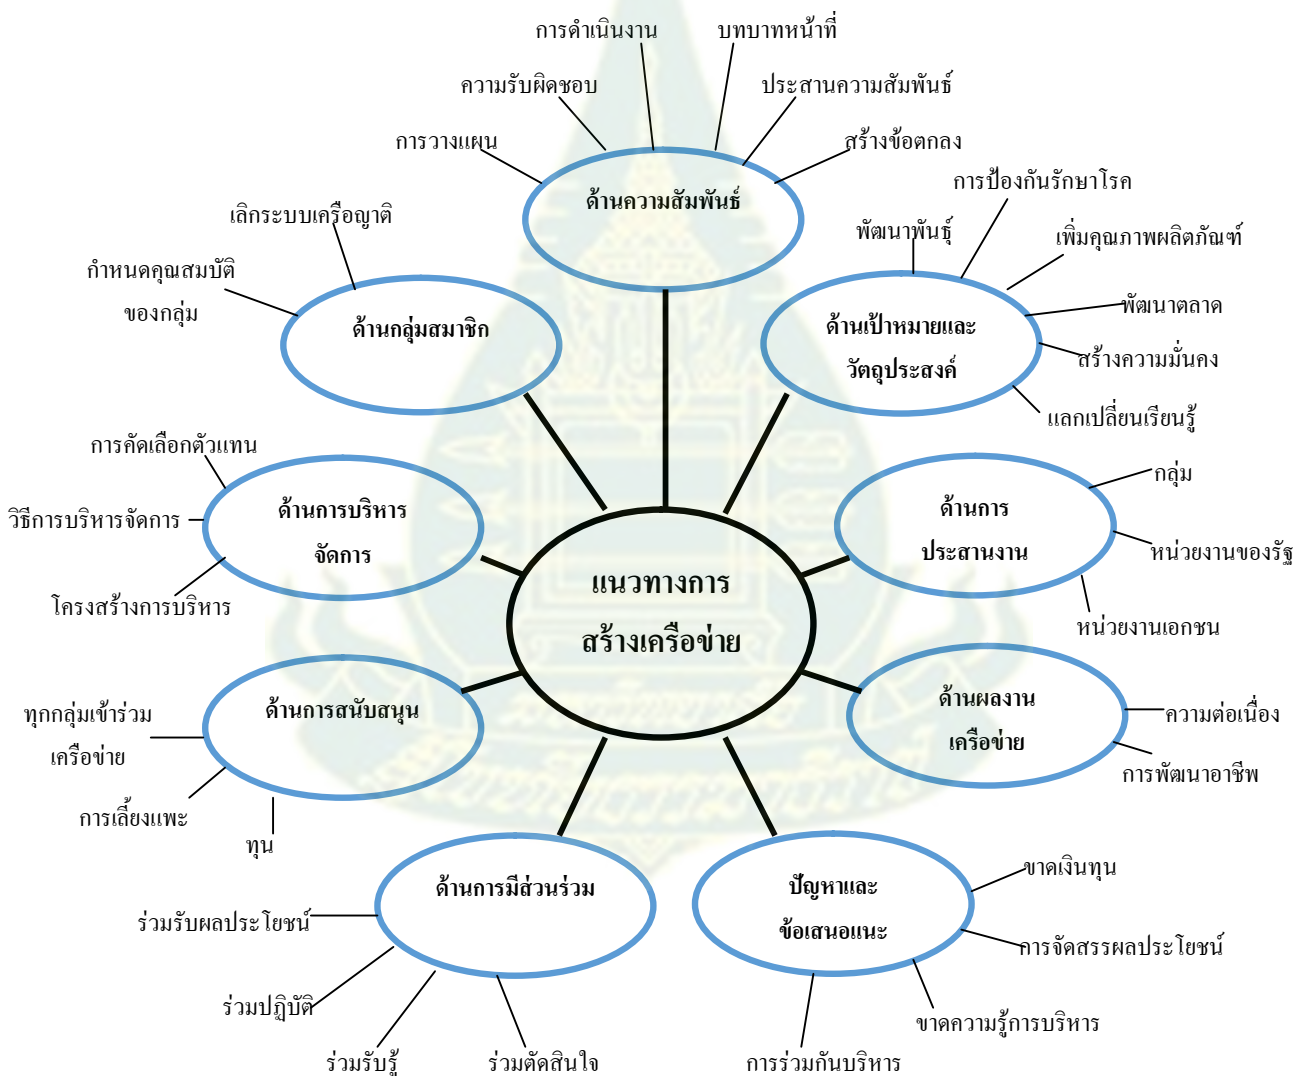 การดำเนินงาน
บทบาทหน้าที่
ความรับผิดชอบ
ประสานความสัมพันธ์
การวางแผน
สร้างข้อตกลง
ด้านความสัมพันธ์
เลิกระบบเครือญาติ
กำหนดคุณสมบัติ
ของกลุ่ม
ด้านกลุ่มสมาชิก
การป้องกันรักษาโรค
พัฒนาพันธุ์
เพิ่มคุณภาพผลิตภัณฑ์
พัฒนาตลาด
สร้างความมั่นคง
แลกเปลี่ยนเรียนรู้
ด้านเป้าหมายและ
วัตถุประสงค์
การคัดเลือกตัวแทน
วิธีการบริหารจัดการ
โครงสร้างการบริหาร
ด้านการบริหาร
จัดการ
แนวทางการ
สร้างเครือข่าย
ด้านการ
ประสานงาน
กลุ่ม
หน่วยงานของรัฐ
หน่วยงานเอกชน
ด้านการสนับสนุน
ทุกกลุ่มเข้าร่วม
เครือข่าย
การเลี้ยงแพะ
ทุน
ด้านผลงาน
เครือข่าย
ความต่อเนื่อง
การพัฒนาอาชีพ
ด้านการมีส่วนร่วม
ร่วมรับผลประโยชน์
ร่วมปฏิบัติ
ร่วมรับรู้
ร่วมตัดสินใจ
ปัญหาและ
ข้อเสนอแนะ
ขาดเงินทุน
การจัดสรรผลประโยชน์
ขาดความรู้การบริหาร
การร่วมกันบริหาร